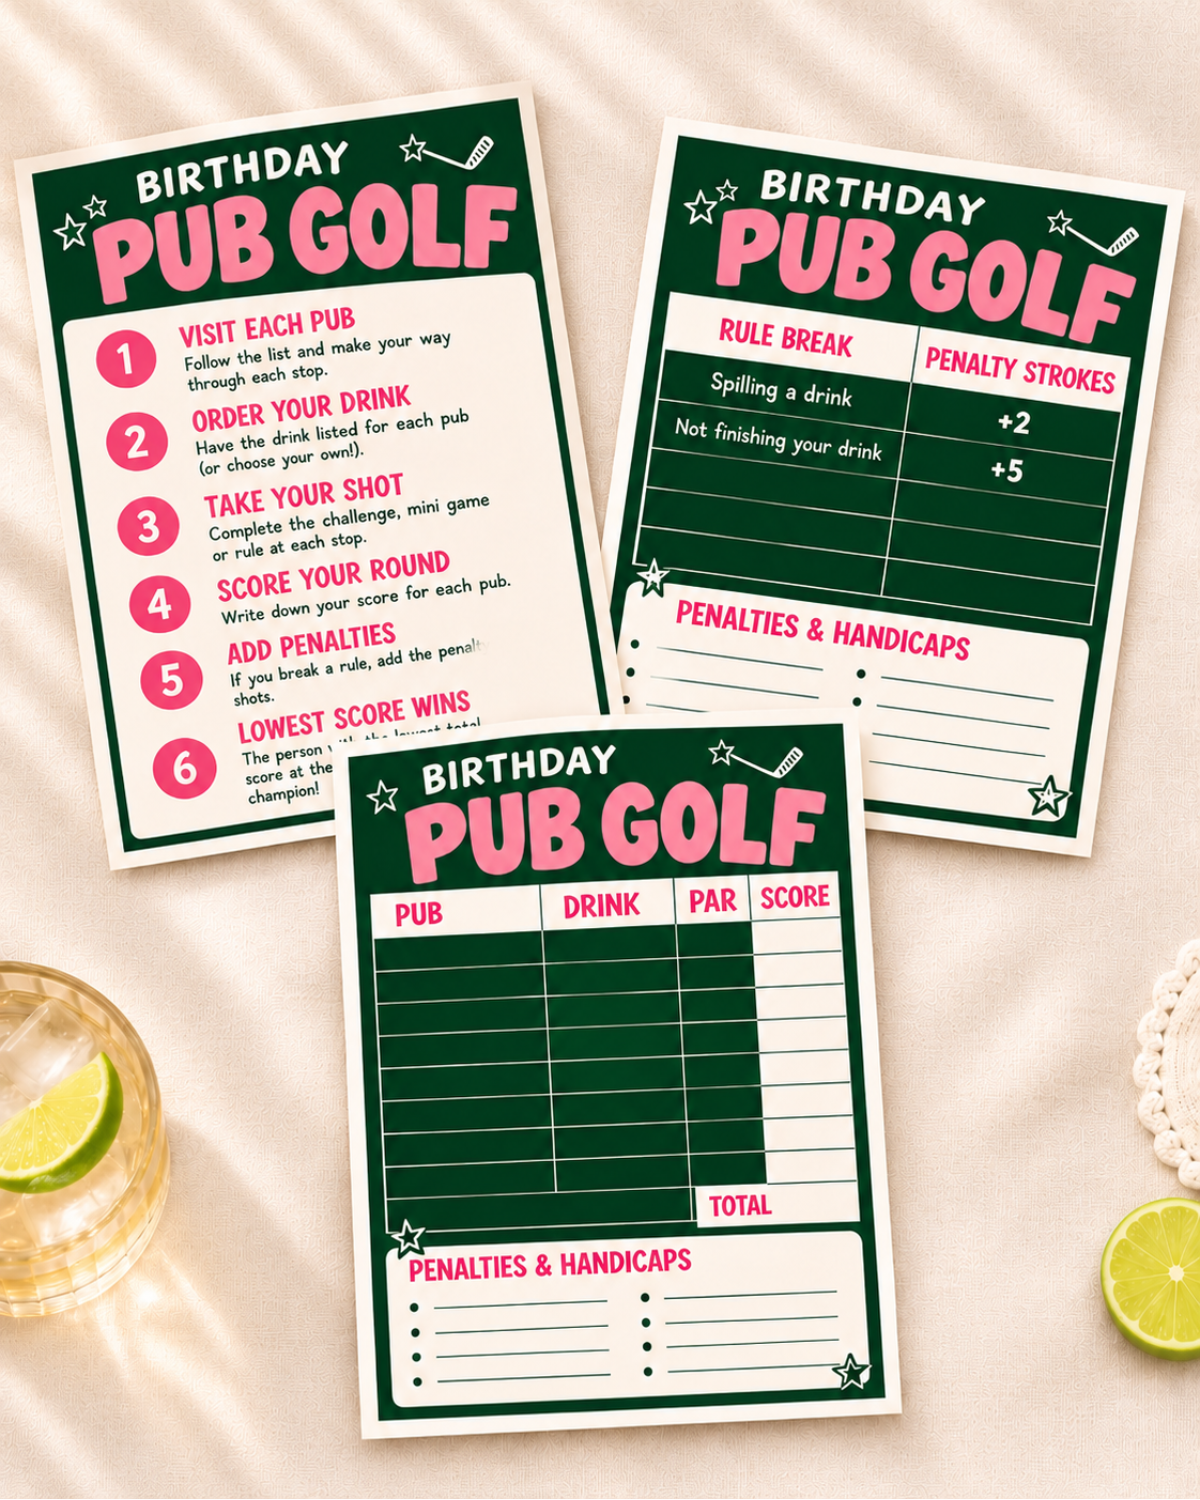 BIRTHDAY
PUB GOLF
1
VISIT EACH PUB
Follow the list and make your way
through each stop.
2
ORDER YOUR DRINK
Have the drink listed for each pub
(or choose your own!).
3
TAKE YOUR SHOT
Complete the challenge, mini game
or rule at each stop.
4
SCORE YOUR ROUND
Write down your score for each pub.
5
ADD PENALTIES
If you break a rule, add the
shots.
6
LOWEST SCORE WINS
The person with the lowest total
score at the
champion!
BIRTHDAY
PUB GOLF
RULE BREAK PENALTY STROKES
Spilling a drink +2
Not finishing your drink +5
PENALTIES & HANDICAPS
BIRTHDAY
PUB GOLF
PUB DRINK PAR SCORE
TOTAL
PENALTIES & HANDICAPS